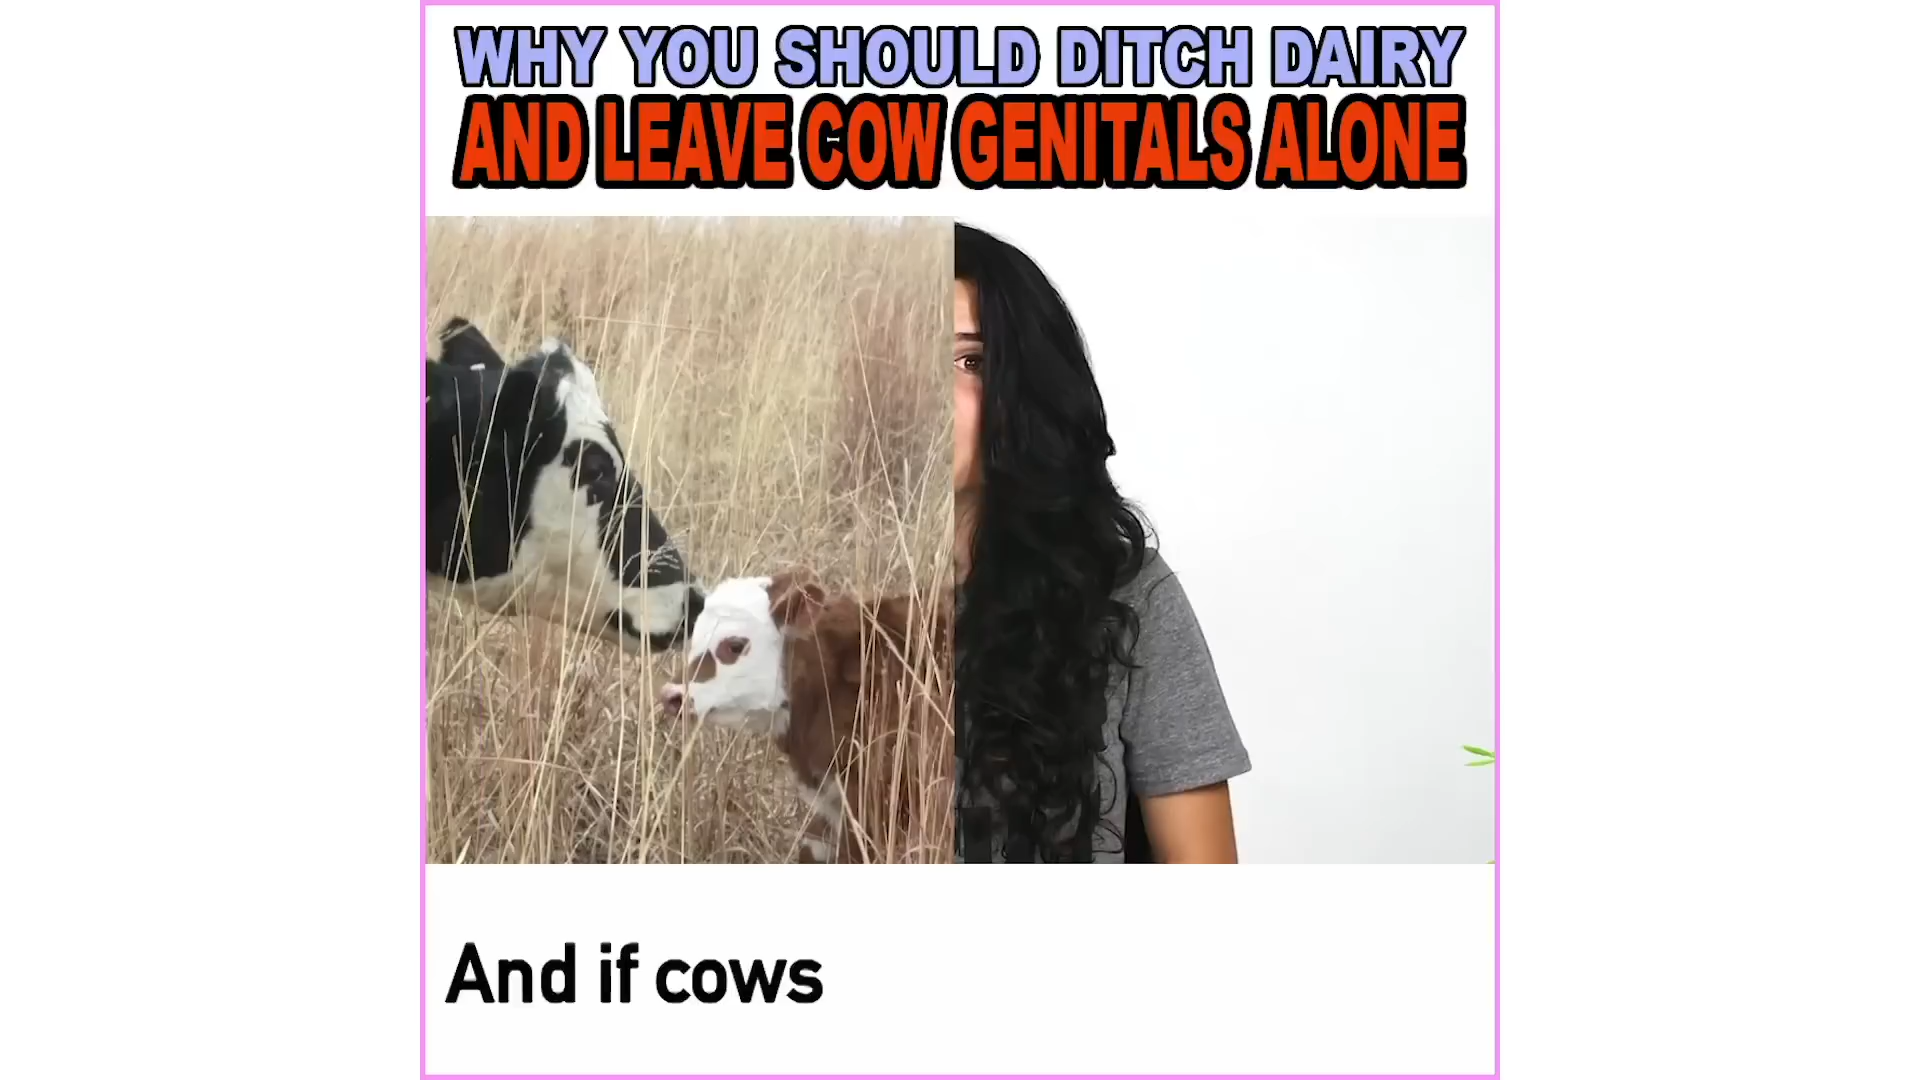 WHY YOU SHOULD DITCH DAIRY
AND LEAVE COW GENITALS ALONE
And if cows